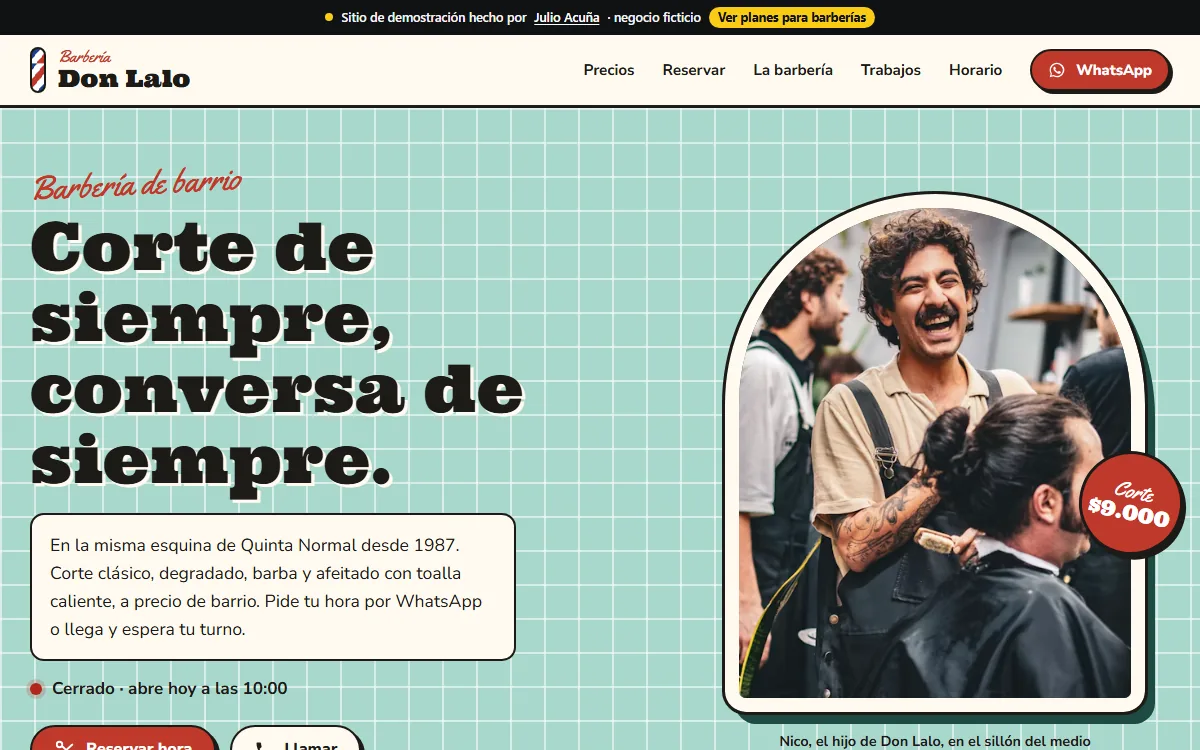 Sitio de demostración hecho por Julio Acuña · negocio ficticio Ver planes para barberías
Barbería
Don Lalo
Precios Reservar La barbería Trabajos Horario WhatsApp
Barbería de barrio
Corte de
siempre,
conversa de
siempre.
En la misma esquina de Quinta Normal desde 1987.
Corte clásico, degradado, barba y afeitado con toalla
caliente, a precio de barrio. Pide tu hora por WhatsApp
o llega y espera tu turno.
Cerrado · abre hoy a las 10:00
Reservar hora Llamar
Corte
$9.000
Nico, el hijo de Don Lalo, en el sillón del medio